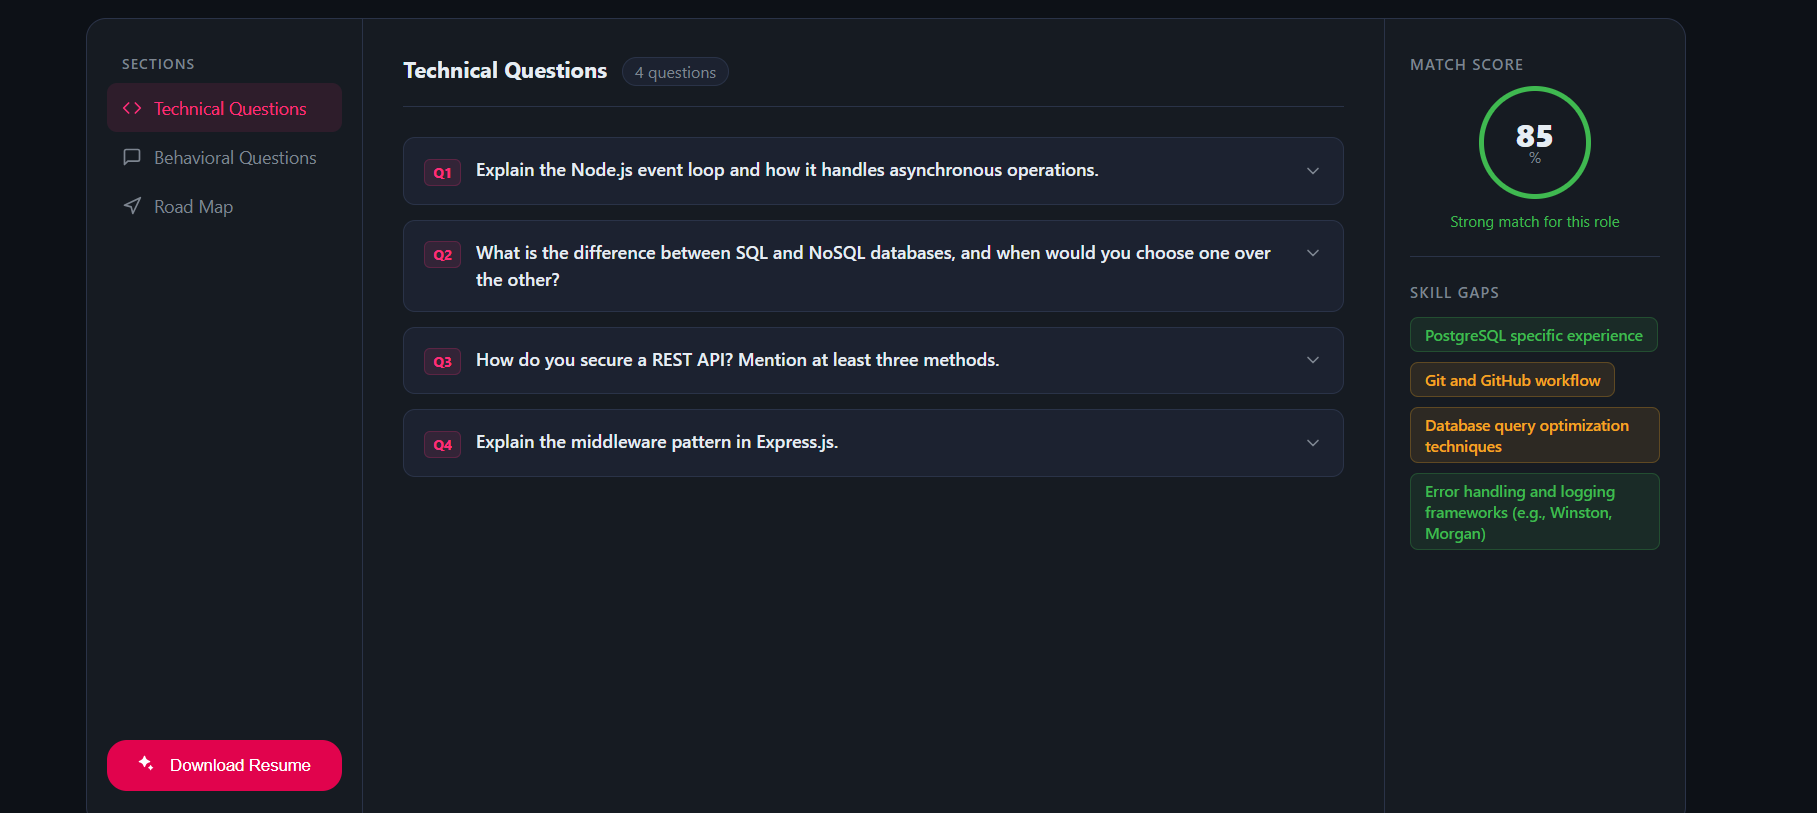 SECTIONS
Technical Questions
Behavioral Questions
Road Map
Download Resume
Technical Questions
4 questions
Q1
Explain the Node.js event loop and how it handles asynchronous operations.
Q2
What is the difference between SQL and NoSQL databases, and when would you choose one over
the other?
Q3
How do you secure a REST API? Mention at least three methods.
Q4
Explain the middleware pattern in Express.js.
MATCH SCORE
85
%
Strong match for this role
SKILL GAPS
PostgreSQL specific experience
Git and GitHub workflow
Database query optimization
techniques
Error handling and logging
frameworks (e.g., Winston,
Morgan)